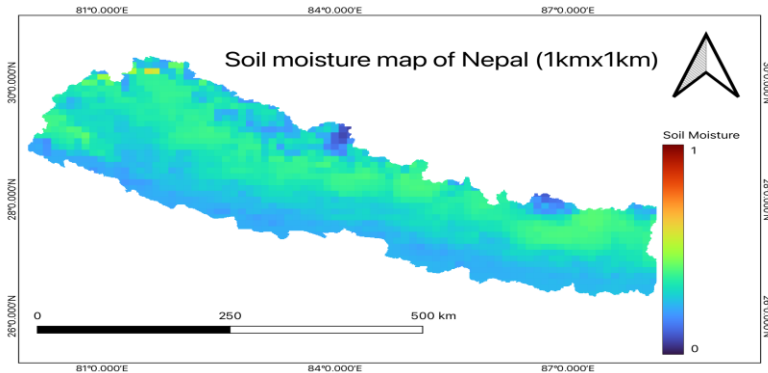 81°0.000'E 84°0.000'E 87°0.000'E
Soil moisture map of Nepal (1kmx1km)
30°0.000'N
28°0.000'N
26°0.000'N
Soil Moisture
1
0
0 250 500 km
81°0.000'E 84°0.000'E 87°0.000'E